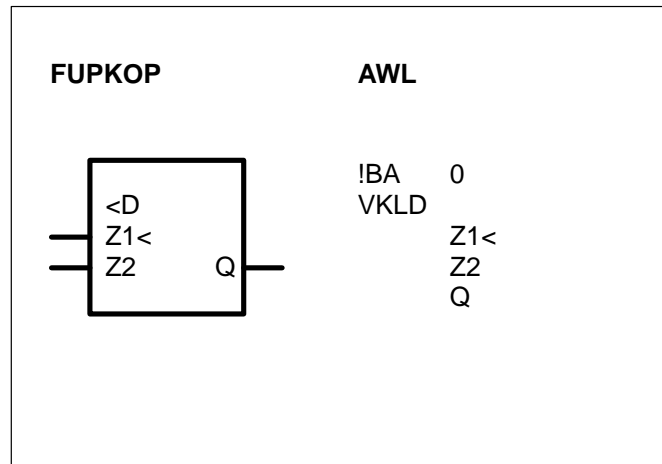 FUPKOP AWL
<D
Z1<
Z2 Q
!BA 0
VKLD
Z1<
Z2
Q